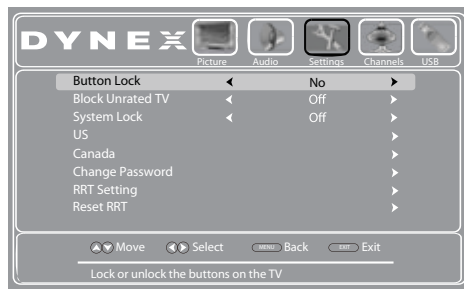 DYNEX
Picture Audio Settings Channels USB
Button Lock No
Block Unrated TV Off
System Lock Off
US
Canada
Change Password
RRT Setting
Reset RRT
Move Select MENU Back EXIT Exit
Lock or unlock the buttons on the TV